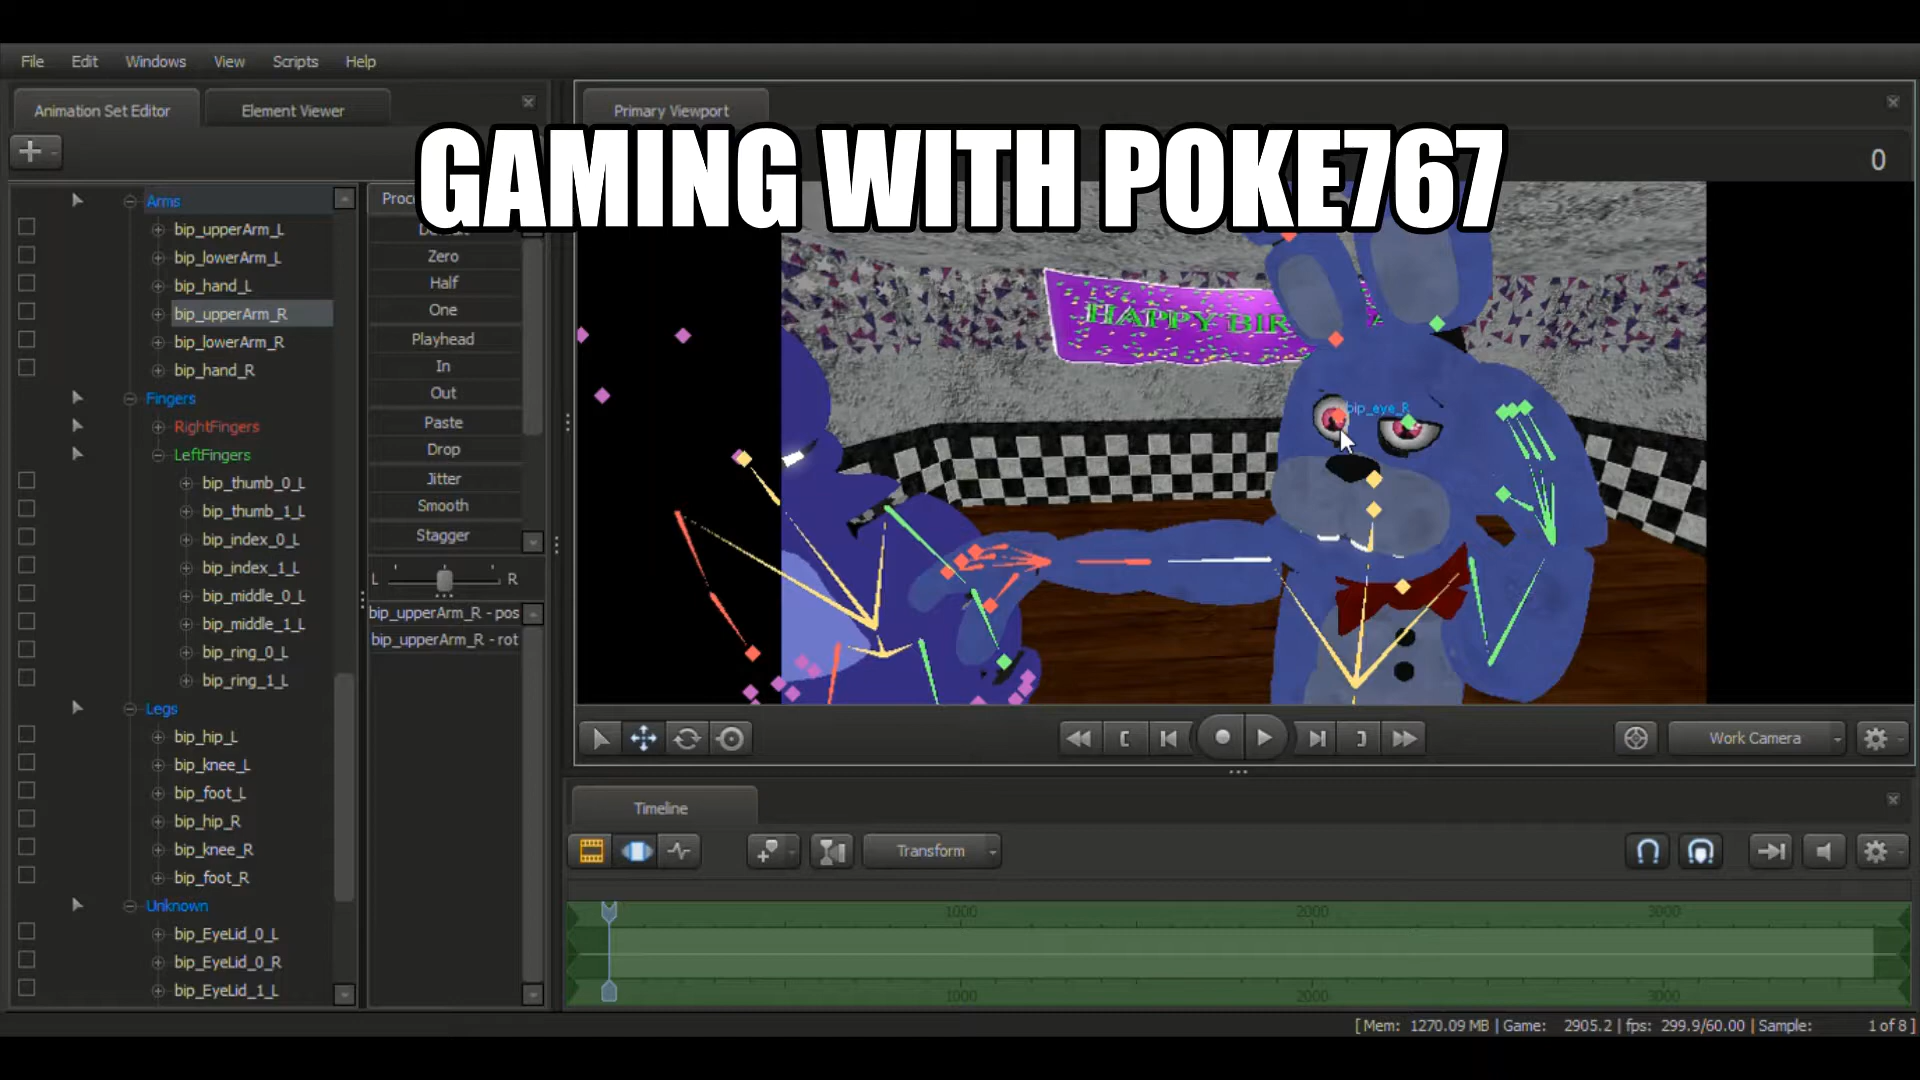 File Edit Windows View Scripts Help
Animation Set Editor Element Viewer
Primary Viewport
GAMING WITH POKE767
0
Arms
bip_upperArm_L
bip_lowerArm_L
bip_hand_L
bip_upperArm_R
bip_lowerArm_R
bip_hand_R
Fingers
RightFingers
LeftFingers
bip_thumb_0_L
bip_thumb_1_L
bip_index_0_L
bip_index_1_L
bip_middle_0_L
bip_middle_1_L
bip_ring_0_L
bip_ring_1_L
Legs
bip_hip_L
bip_knee_L
bip_foot_L
bip_hip_R
bip_knee_R
bip_foot_R
Unknown
bip_EyeLid_0_L
bip_EyeLid_0_R
bip_EyeLid_1_L
Zero
Half
One
Playhead
In
Out
Paste
Drop
Jitter
Smooth
Stagger
L R
bip_upperArm_R - pos
bip_upperArm_R - rot
HAPPY BIR
bip_eye_R
Work Camera
Timeline
Transform
1000 2000 3000
1000 2000 3000
[ Mem: 1270.09 MB | Game: 2905.2 | fps: 299.9/60.00 | Sample: 1 of 8 ]